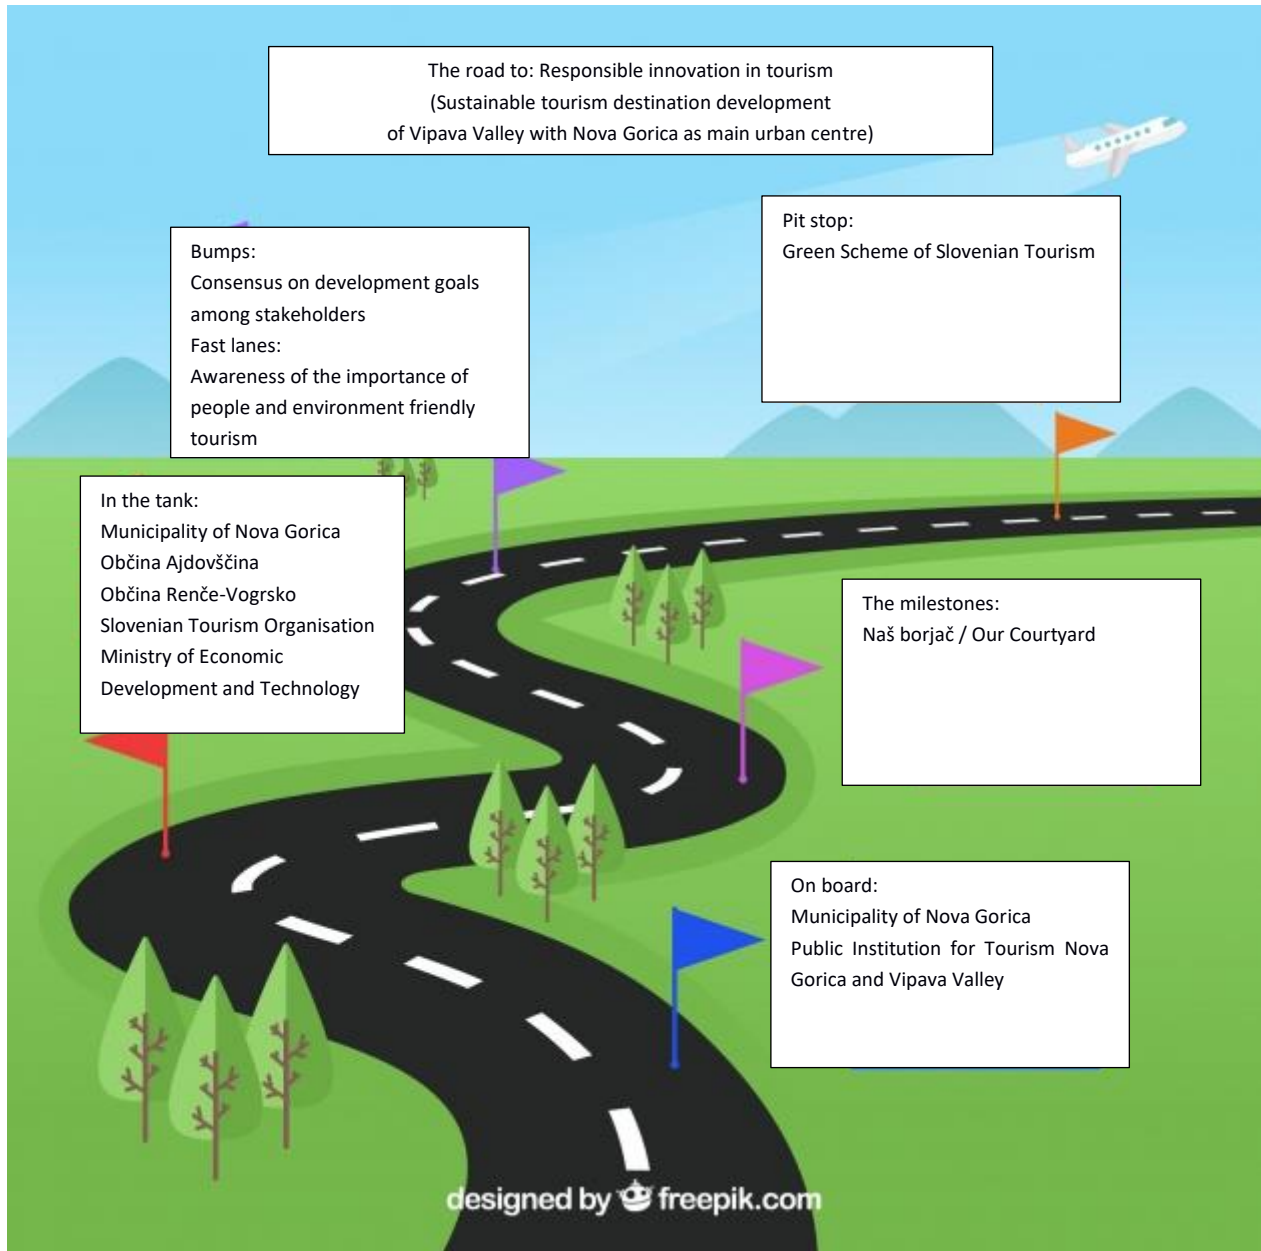 The road to: Responsible innovation in tourism
(Sustainable tourism destination development
of Vipava Valley with Nova Gorica as main urban centre)
Pit stop:
Green Scheme of Slovenian Tourism
Bumps:
Consensus on development goals
among stakeholders
Fast lanes:
Awareness of the importance of
people and environment friendly
tourism
In the tank:
Municipality of Nova Gorica
Občina Ajdovščina
Občina Renče-Vogrsko
Slovenian Tourism Organisation
Ministry of Economic
Development and Technology
The milestones:
Naš borjač / Our Courtyard
On board:
Municipality of Nova Gorica
Public Institution for Tourism Nova
Gorica and Vipava Valley
designed by freepik.com